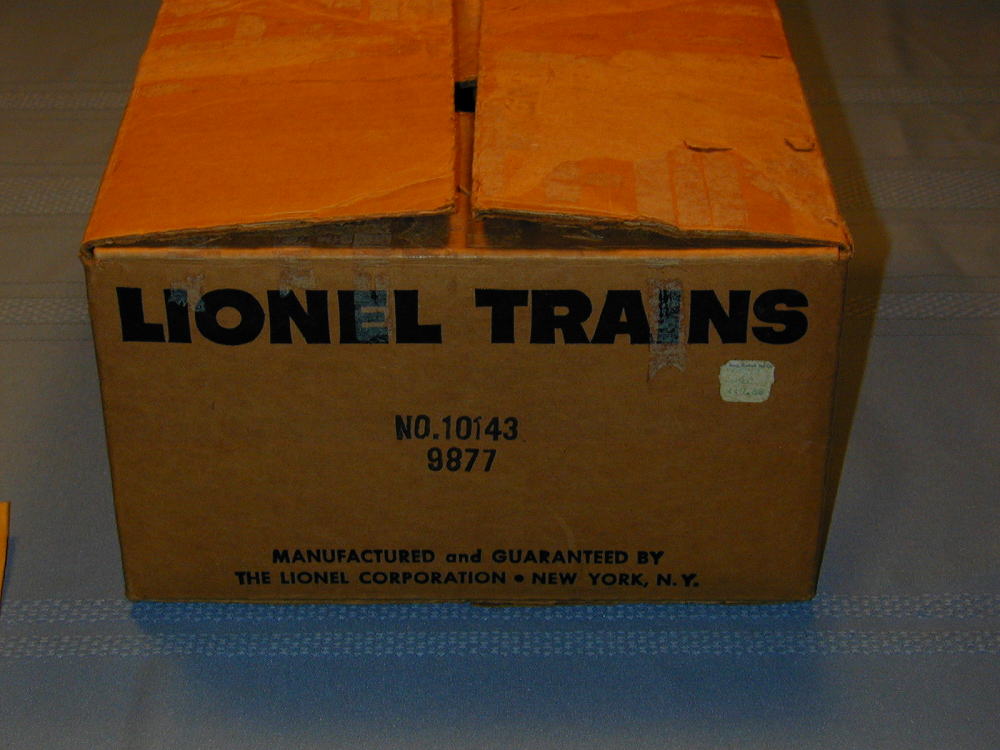 LIONEL TRAINS
NO.10143
9877
MANUFACTURED and GUARANTEED BY
THE LIONEL CORPORATION • NEW YORK, N.Y.